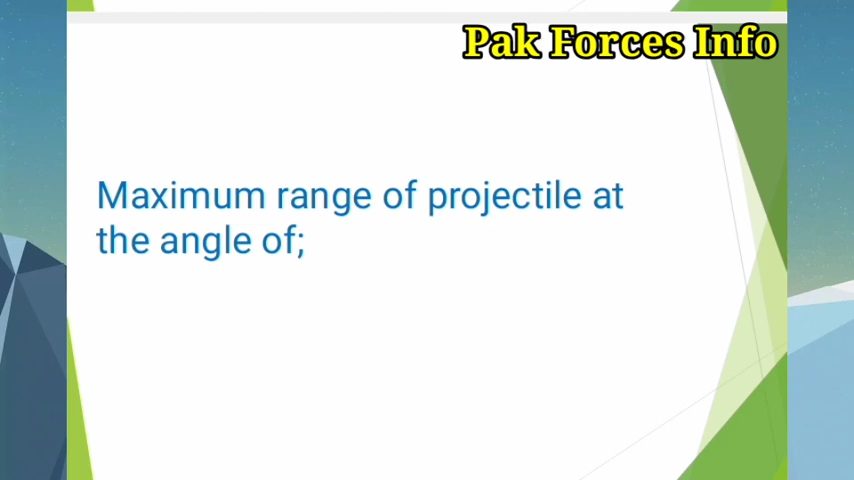 Pak Forces Info
Maximum range of projectile at
the angle of;